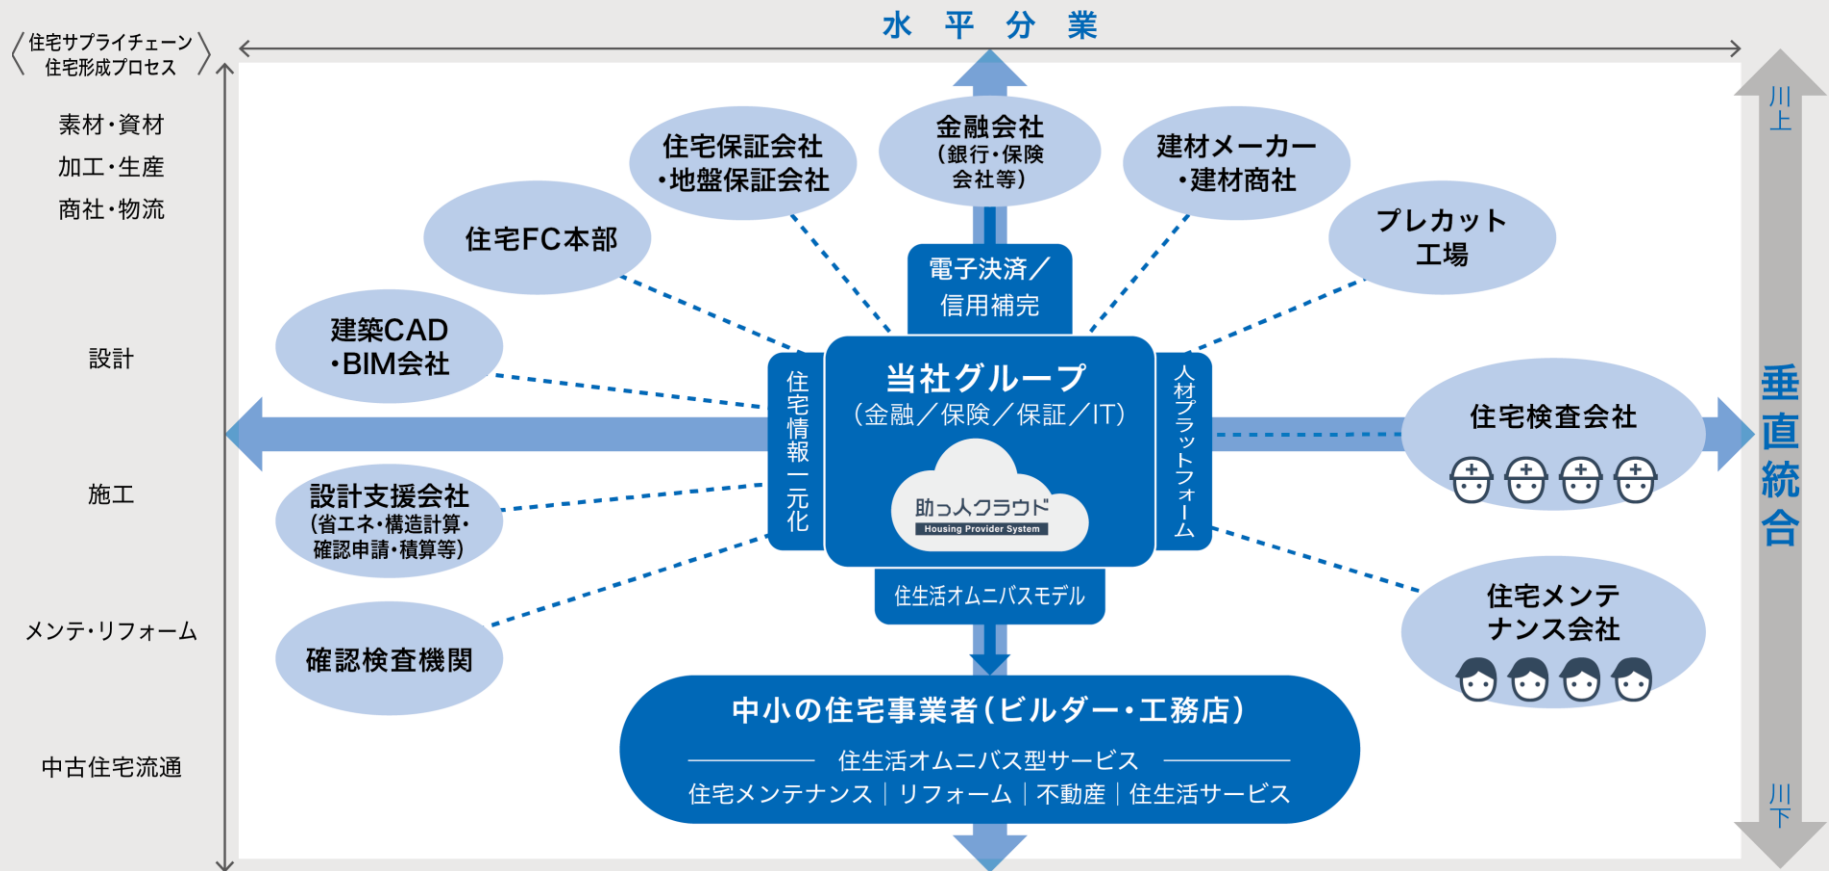 水平分業
〈住宅サプライチェーン
住宅形成プロセス〉
素材・資材
加工・生産
商社・物流
設計
施工
メンテ・リフォーム
中古住宅流通
川上
垂直統合
川下
金融会社
(銀行・保険
会社等)
住宅保証会社
・地盤保証会社
建材メーカー
・建材商社
住宅FC本部
プレカット
工場
建築CAD
・BIM会社
設計支援会社
(省エネ・構造計算・
確認申請・積算等)
確認検査機関
住宅検査会社
住宅メンテ
ナンス会社
電子決済／
信用補完
住宅情報一元化
当社グループ
(金融／保険／保証／IT)
助っ人クラウド
Housing Provider System
人材プラットフォーム
住生活オムニバスモデル
中小の住宅事業者(ビルダー・工務店)
住生活オムニバス型サービス
住宅メンテナンス｜リフォーム｜不動産｜住生活サービス